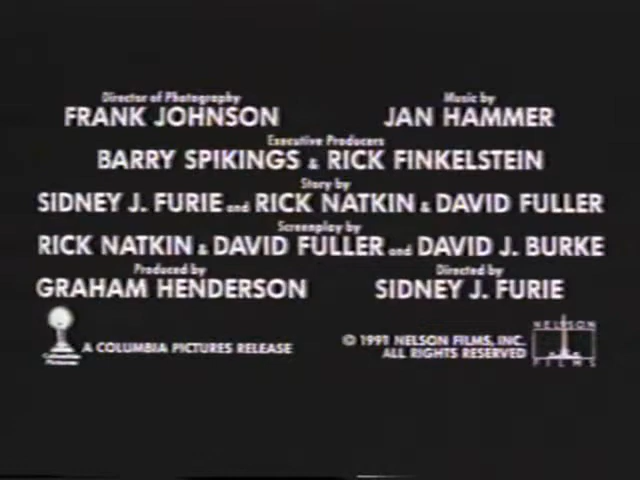 Director of Photography
FRANK JOHNSON
Music by
JAN HAMMER
Executive Producers
BARRY SPIKINGS & RICK FINKELSTEIN
Story by
SIDNEY J. FURIE and RICK NATKIN & DAVID FULLER
Screenplay by
RICK NATKIN & DAVID FULLER and DAVID J. BURKE
Produced by
GRAHAM HENDERSON
Directed by
SIDNEY J. FURIE
A COLUMBIA PICTURES RELEASE
© 1991 NELSON FILMS, INC.
ALL RIGHTS RESERVED
NELSON
FILMS